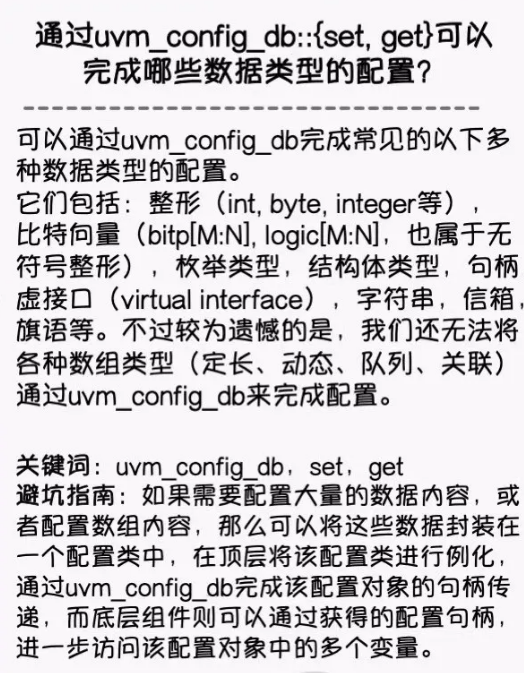 通过uvm_config_db::{set, get}可以
完成哪些数据类型的配置?
可以通过uvm_config_db完成常见的以下多
种数据类型的配置。
它们包括：整形（int, byte, integer等），
比特向量（bitp[M:N], logic[M:N]，也属于无
符号整形），枚举类型，结构体类型，句柄
虚接口（virtual interface），字符串，信箱，
旗语等。不过较为遗憾的是，我们还无法将
各种数组类型（定长、动态、队列、关联）
通过uvm_config_db来完成配置。
关键词：uvm_config_db，set，get
避坑指南：如果需要配置大量的数据内容，或
者配置数组内容，那么可以将这些数据封装在
一个配置类中，在顶层将该配置类进行例化，
通过uvm_config_db完成该配置对象的句柄传
递，而底层组件则可以通过获得的配置句柄，
进一步访问该配置对象中的多个变量。